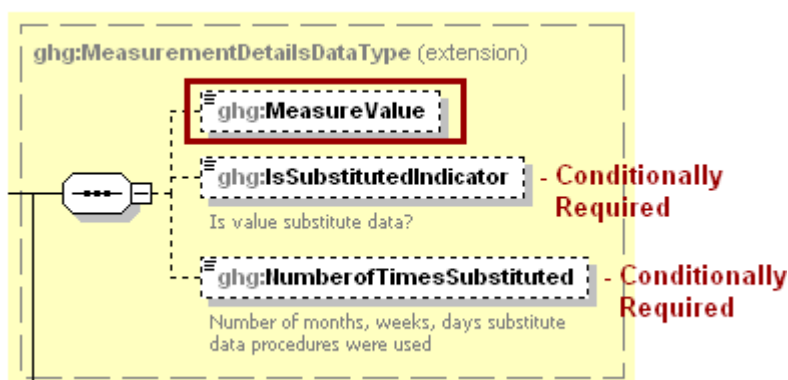 ghg:MeasurementDetailsDataType (extension)
ghg:MeasureValue
ghg:IsSubstitutedIndicator - Conditionally
Required
Is value substitute data?
ghg:NumberofTimesSubstituted - Conditionally
Required
Number of months, weeks, days substitute
data procedures were used